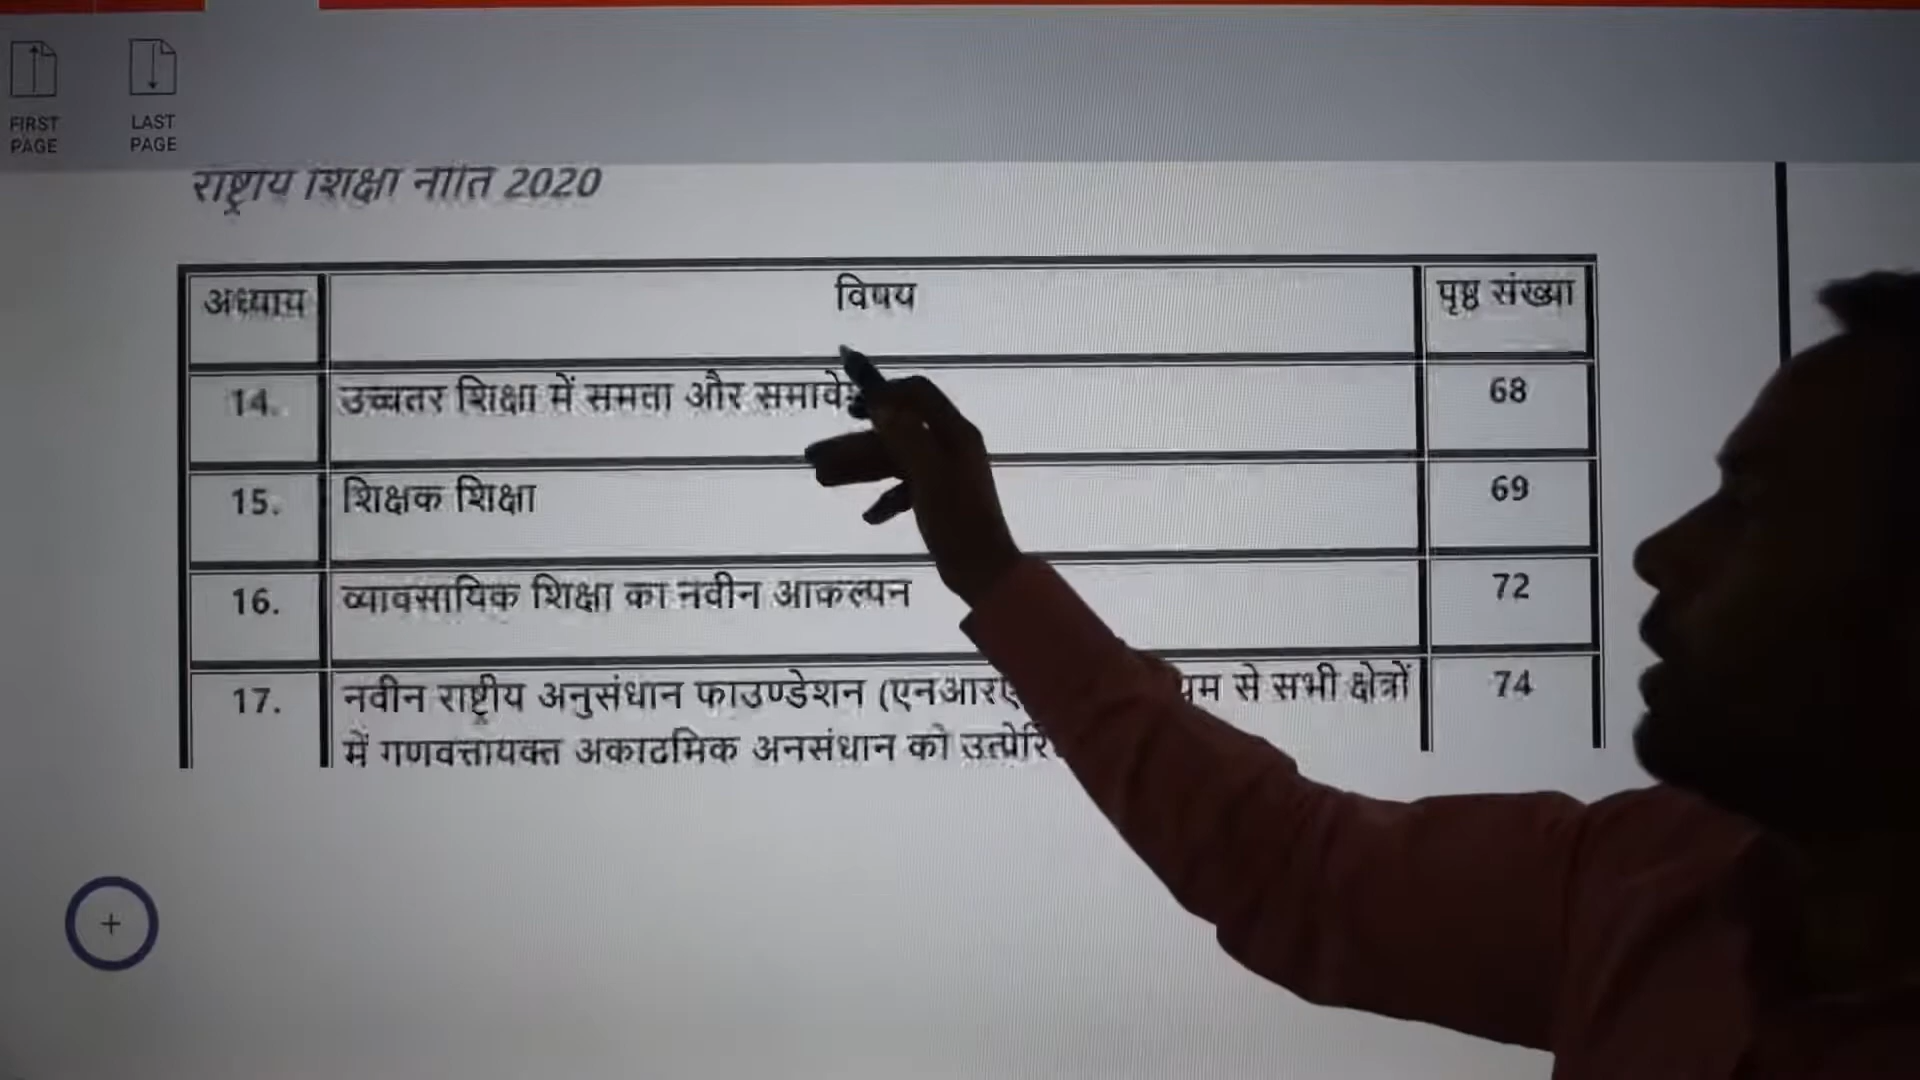 FIRST PAGE
LAST PAGE
राष्ट्रीय शिक्षा नीति 2020
अध्याय विषय पृष्ठ संख्या
14. उच्चतर शिक्षा में समता और 68
15. शिक्षक शिक्षा 69
16. व्यावसायिक शिक्षा का नवीन आकल्पन 72
17. नवीन राष्ट्रीय अनुसंधान फाउण्डेशन से सभी क्षेत्रों 74
में गुणवत्तायुक्त अकादमिक अनुसंधान को
+